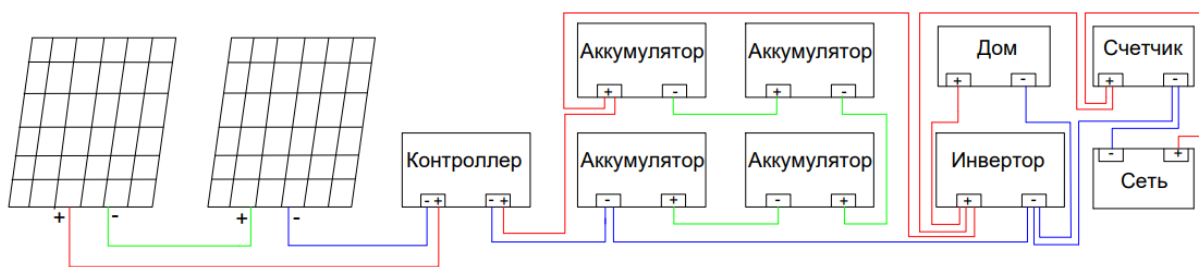 Аккумулятор Аккумулятор Дом Счетчик
+ - + - + - + -
Контроллер Аккумулятор Аккумулятор Инвертор - +
Сеть
- + - + - + - + + -
+ - + -